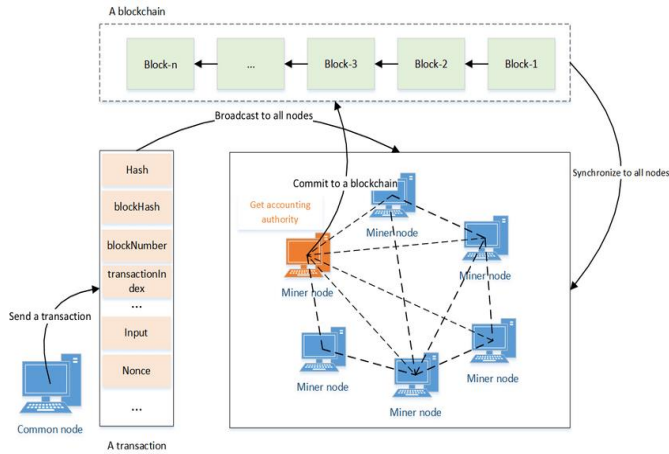 A blockchain
Block-n
...
Block-3
Block-2
Block-1
Broadcast to all nodes
Synchronize to all nodes
Hash
blockHash
blockNumber
transactionIn
dex
...
Input
Nonce
...
A transaction
Send a transaction
Common node
Get accounting
authority
Commit to a blockchain
Miner node
Miner node
Miner node
Miner node
Miner node
Miner node